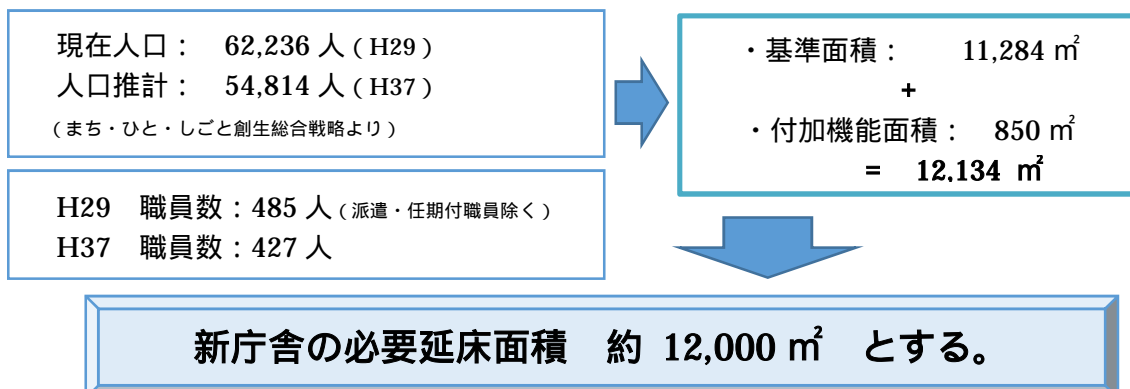 現在人口： 62,236 人（H29）
人口推計： 54,814 人（H37）
（まち・ひと・しごと創生総合戦略より）
H29 職員数：485 人（派遣・任期付職員除く）
H37 職員数：427 人
・基準面積： 11,284 ㎡
+
・付加機能面積： 850 ㎡
= 12,134 ㎡
新庁舎の必要延床面積 約 12,000 ㎡ とする。